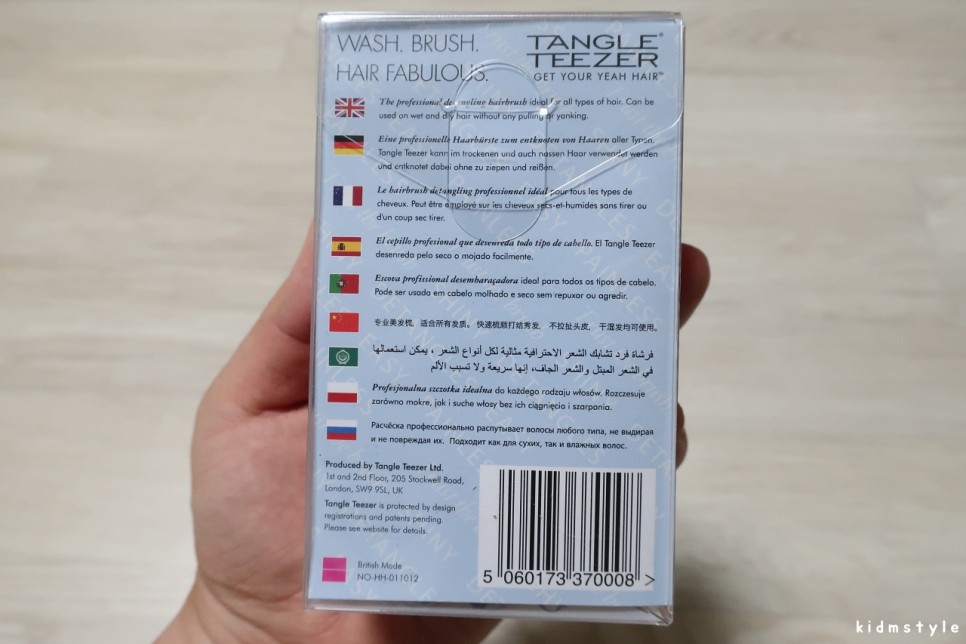 WASH. BRUSH.
HAIR FABULOUS.
TANGLE®
TEEZER
GET YOUR YEAH HAIR™
The professional detangling hairbrush ideal for all types of hair. Can be
used on wet and dry hair without any pulling or yanking.
Eine professionelle Haarbürste zum entknoten von Haaren aller Typen.
Tangle Teezer kann im trockenen und auch nassen Haar verwendet werden
und entknotet dabei ohne zu ziepen und reißen.
Le hairbrush detangling professionnel idéal pour tous les types de
cheveux. Peut être employé sur les cheveux secs-et-humides sans tirer ou
d'un coup sec tirer.
El cepillo profesional que desenreda todo tipo de cabello. El Tangle Teezer
desenreda pelo seco o mojado facilmente.
Escova profissional desembaraçadora ideal para todos os tipos de cabelo.
Pode ser usada em cabelo molhado e seco sem repuxar ou agredir.
专业美发梳，适合所有发质。快速梳顺打结秀发，不拉扯头皮，干湿发均可使用。
فرشاة فرد تشابك الشعر الاحترافية مثالية لكل أنواع الشعر ، يمكن استعمالها
في الشعر المبتل والشعر الجاف، إنها سريعة ولا تسبب الألم
Profesjonalna szczotka idealna do każdego rodzaju włosów. Rozczesuje
zarówno mokre, jak i suche włosy bez ich ciągnięcia i szarpania.
Расчёска профессионально распутывает волосы любого типа, не выдирая
и не повреждая их. Подходит как для сухих, так и влажных волос.
Produced by Tangle Teezer Ltd.
1st and 2nd Floor, 205 Stockwell Road,
London, SW9 9SL, UK
Tangle Teezer is protected by design
registrations and patents pending.
Please see website for details.
British Made
NO-HH-011012
5 060173 370008 >
kidmstyle